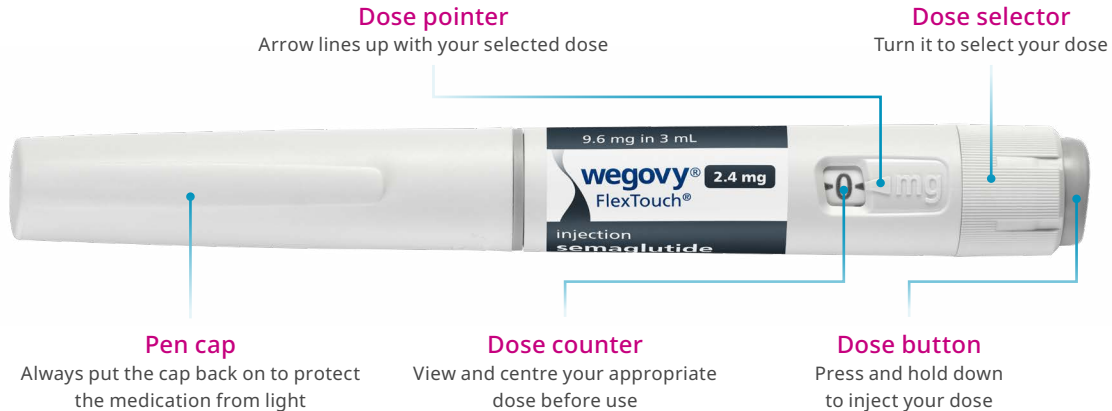 Dose pointer
Arrow lines up with your selected dose
Dose selector
Turn it to select your dose
9.6 mg in 3 mL
wegovy® 2.4 mg
FlexTouch®
injection
semaglutide
0
mg
Pen cap
Always put the cap back on to protect
the medication from light
Dose counter
View and centre your appropriate
dose before use
Dose button
Press and hold down
to inject your dose